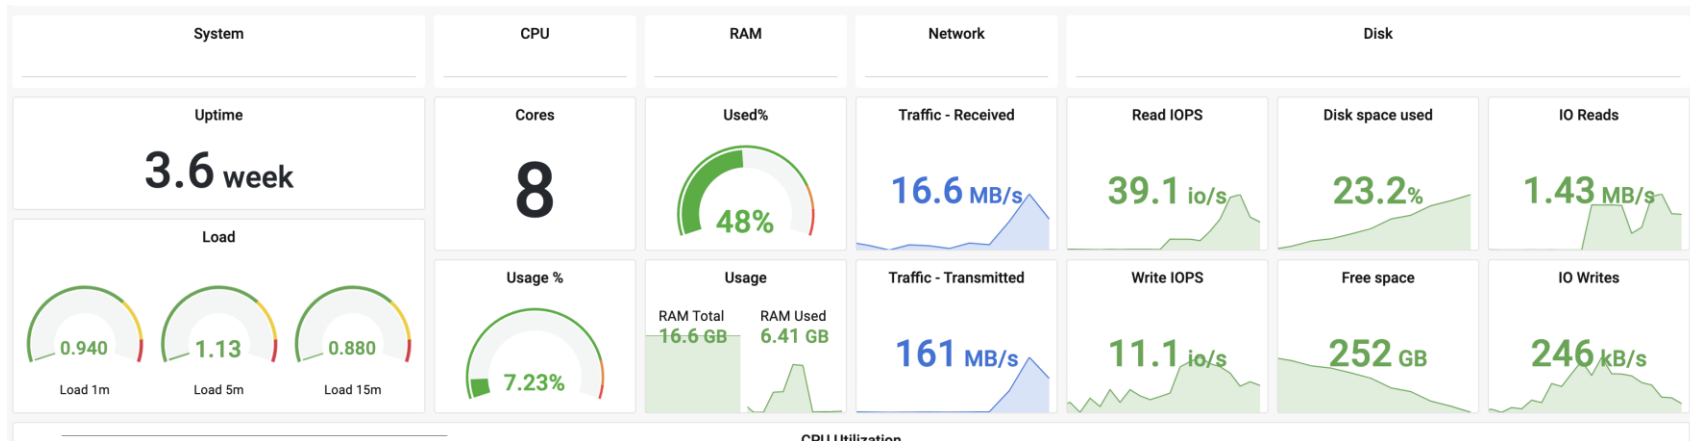 System
CPU
RAM
Network
Disk
Uptime
3.6 week
Cores
8
Used%
48%
Traffic - Received
16.6 MB/s
Read IOPS
39.1 io/s
Disk space used
23.2%
IO Reads
1.43 MB/s
Load
0.940
1.13
0.880
Load 1m
Load 5m
Load 15m
Usage %
7.23%
Usage
RAM Total
16.6 GB
RAM Used
6.41 GB
Traffic - Transmitted
161 MB/s
Write IOPS
11.1 io/s
Free space
252 GB
IO Writes
246 kB/s
CPU Utilization